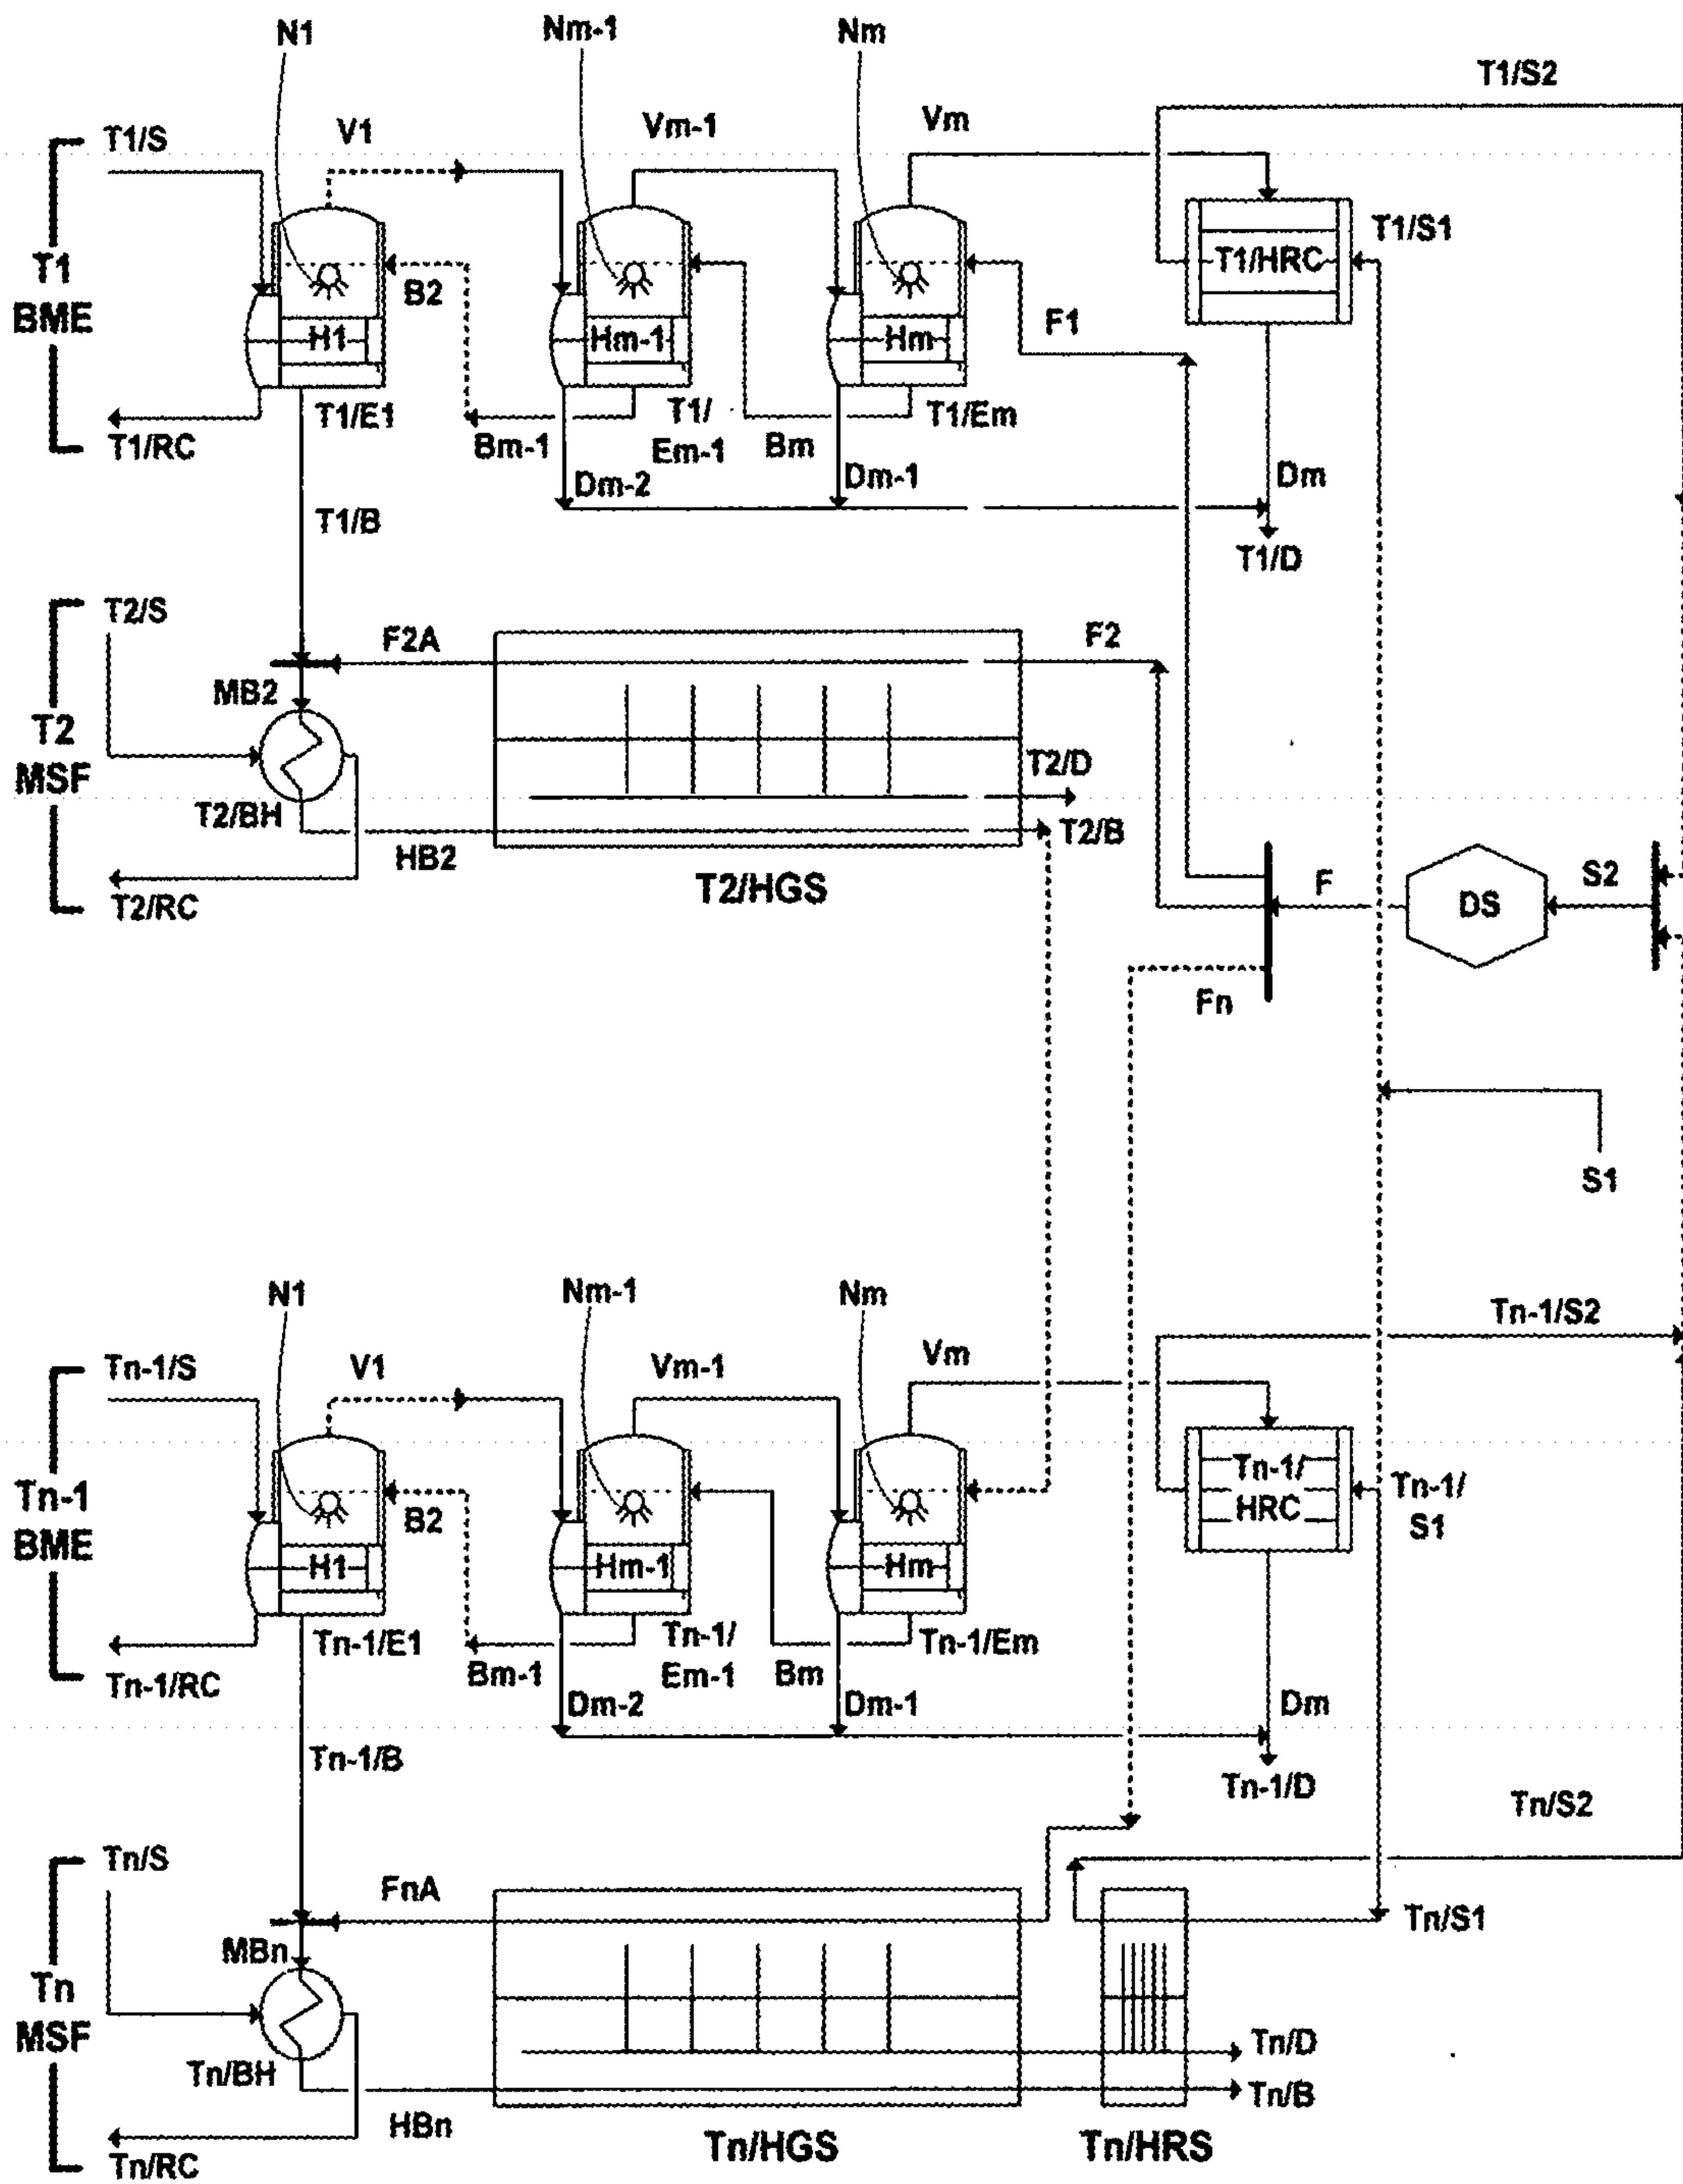 N1
Nm-1
Nm
T1/S2
T1/S
V1
Vm-1
Vm
T1
BME
B2
F1
T1/HRC
T1/S1
H1
Hm-1
Hm
T1/RC
T1/E1
Bm-1
T1/
Em-1
Bm
T1/Em
Dm-2
Dm-1
Dm
T1/B
T1/D
T2/S
F2A
F2
MB2
T2
MSF
T2/D
T2/BH
T2/B
HB2
T2/HGS
T2/RC
F
DS
S2
Fn
S1
N1
Nm-1
Nm
Tn-1/S2
Tn-1/S
V1
Vm-1
Vm
Tn-1
BME
B2
Tn-1/
HRC
Tn-1/
S1
H1
Hm-1
Hm
Tn-1/RC
Tn-1/E1
Bm-1
Tn-1/
Em-1
Bm
Tn-1/Em
Dm-2
Dm-1
Dm
Tn-1/B
Tn-1/D
Tn/S2
Tn/S
FnA
Tn/S1
MBn
Tn
MSF
Tn/D
Tn/BH
Tn/B
HBn
Tn/HGS
Tn/HRS
Tn/RC